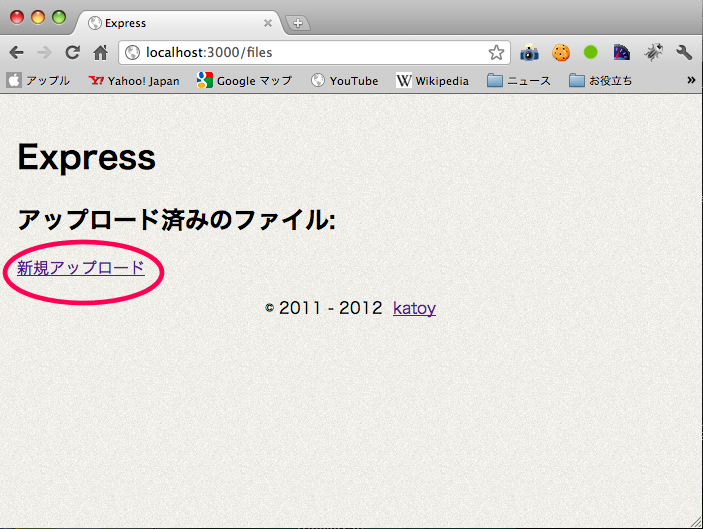 Express
localhost:3000/files
アップル Yahoo! Japan Google マップ YouTube Wikipedia ニュース お役立ち »
Express
アップロード済みのファイル:
新規アップロード
© 2011 - 2012 katoy